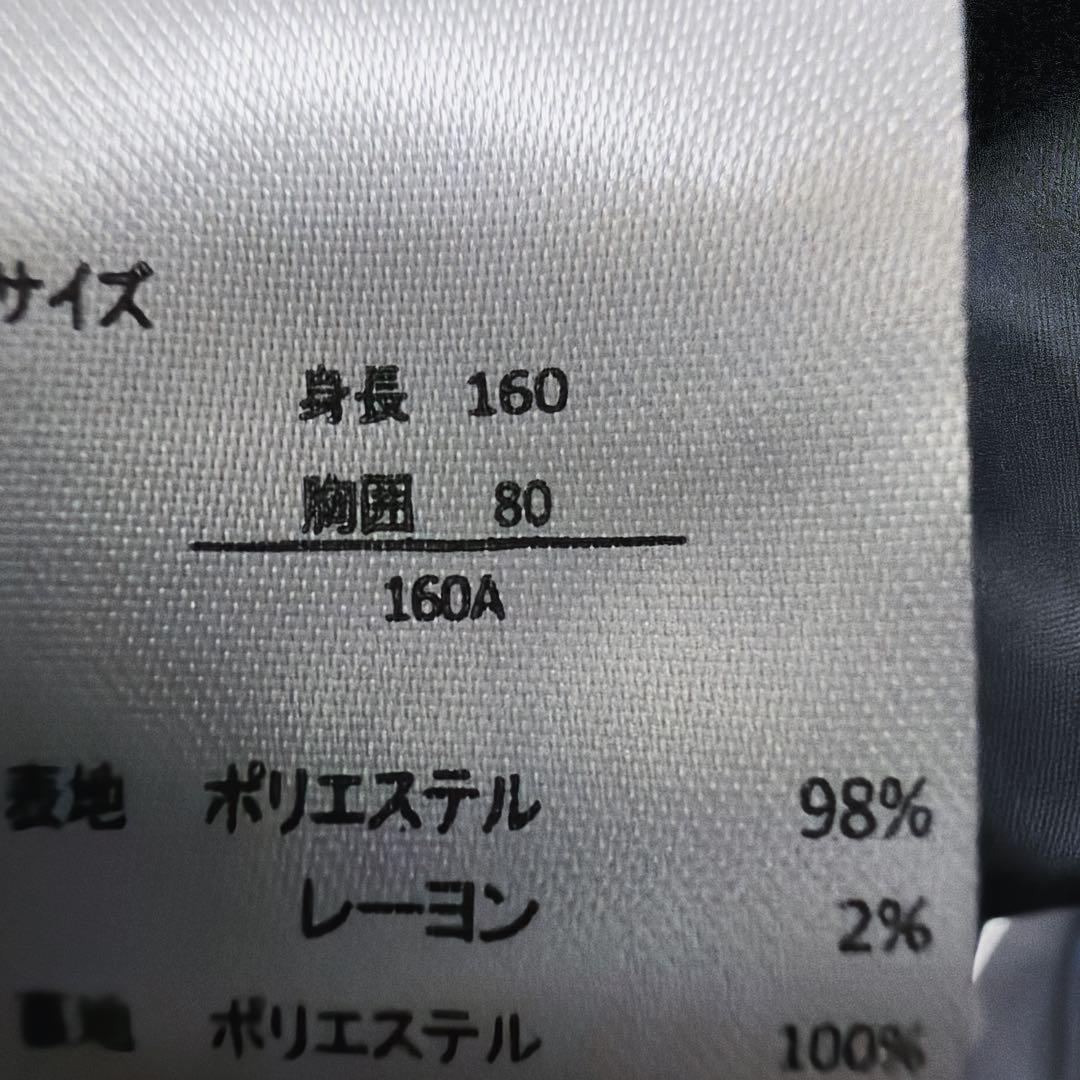 サイズ
身長 160
胸囲 80
160A
表地 ポリエステル 98%
レーヨン 2%
裏地 ポリエステル 100%